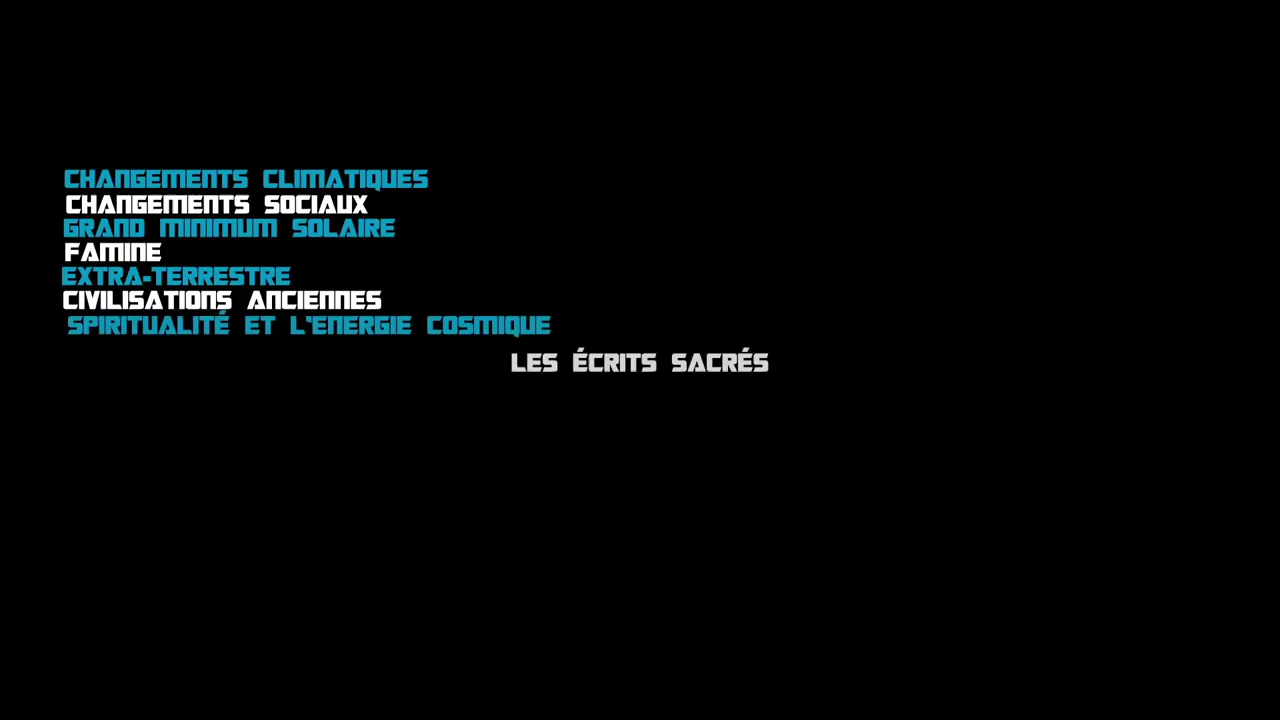 CHANGEMENTS CLIMATIQUES
CHANGEMENTS SOCIAUX
GRAND MINIMUM SOLAIRE
FAMINE
EXTRA-TERRESTRE
CIVILISATIONS ANCIENNES
SPIRITUALITÉ ET L'ENERGIE COSMIQUE
LES ÉCRITS SACRÉS